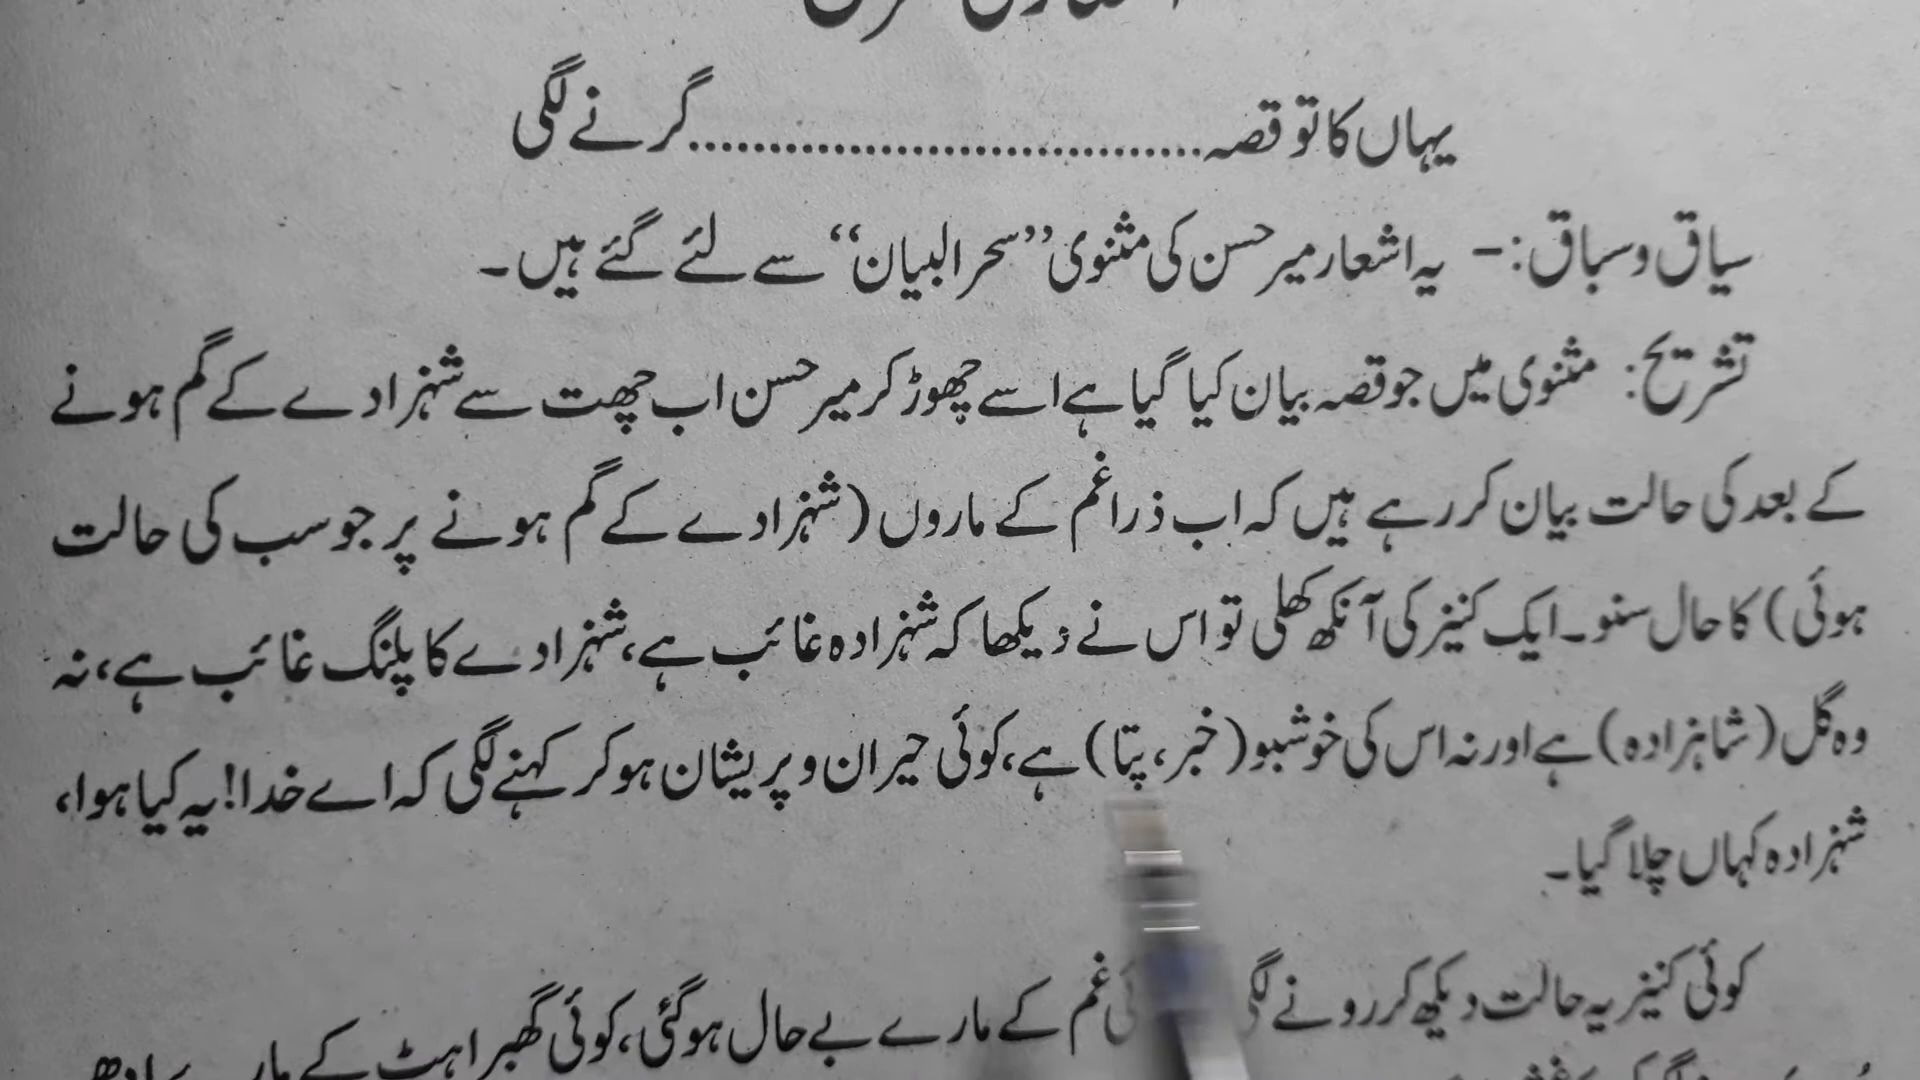 یہاں کا تو قصہ................................گرنے لگی
سیاق و سباق:- یہ اشعار میر حسن کی مثنوی ’’سحر البیان‘‘ سے لئے گئے ہیں۔
تشریح: مثنوی میں جو قصہ بیان کیا گیا ہے اسے چھوڑ کر میر حسن اب چھت سے شہزادے کے گم ہونے
کے بعد کی حالت بیان کر رہے ہیں کہ اب ذرا غم کے ماروں (شہزادے کے گم ہونے پر جو سب کی حالت
ہوئی) کا حال سنو۔ ایک کنیز کی آنکھ کھلی تو اس نے دیکھا کہ شہزادہ غائب ہے، شہزادے کا پلنگ غائب ہے، نہ
وہ گل (شاہزادہ) ہے اور نہ اس کی خوشبو (خبر، پتا) ہے، کوئی حیران و پریشان ہو کر کہنے لگی کہ اے خدا! یہ کیا ہوا،
شہزادہ کہاں چلا گیا۔
کوئی کنیز یہ حالت دیکھ کر رونے لگی غم کے مارے بے حال ہو گئی، کوئی گھبراہٹ کے مارے